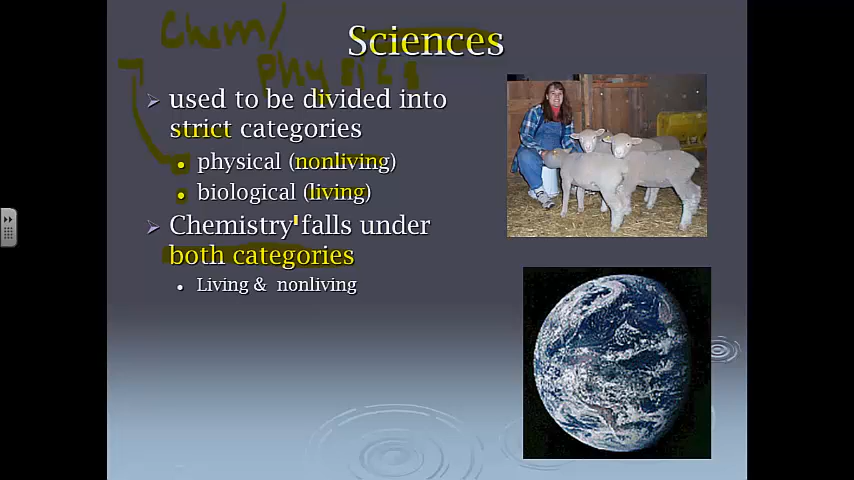 Chem/
physics
Sciences
used to be divided into
strict categories
physical (nonliving)
biological (living)
Chemistry falls under
both categories
Living & nonliving